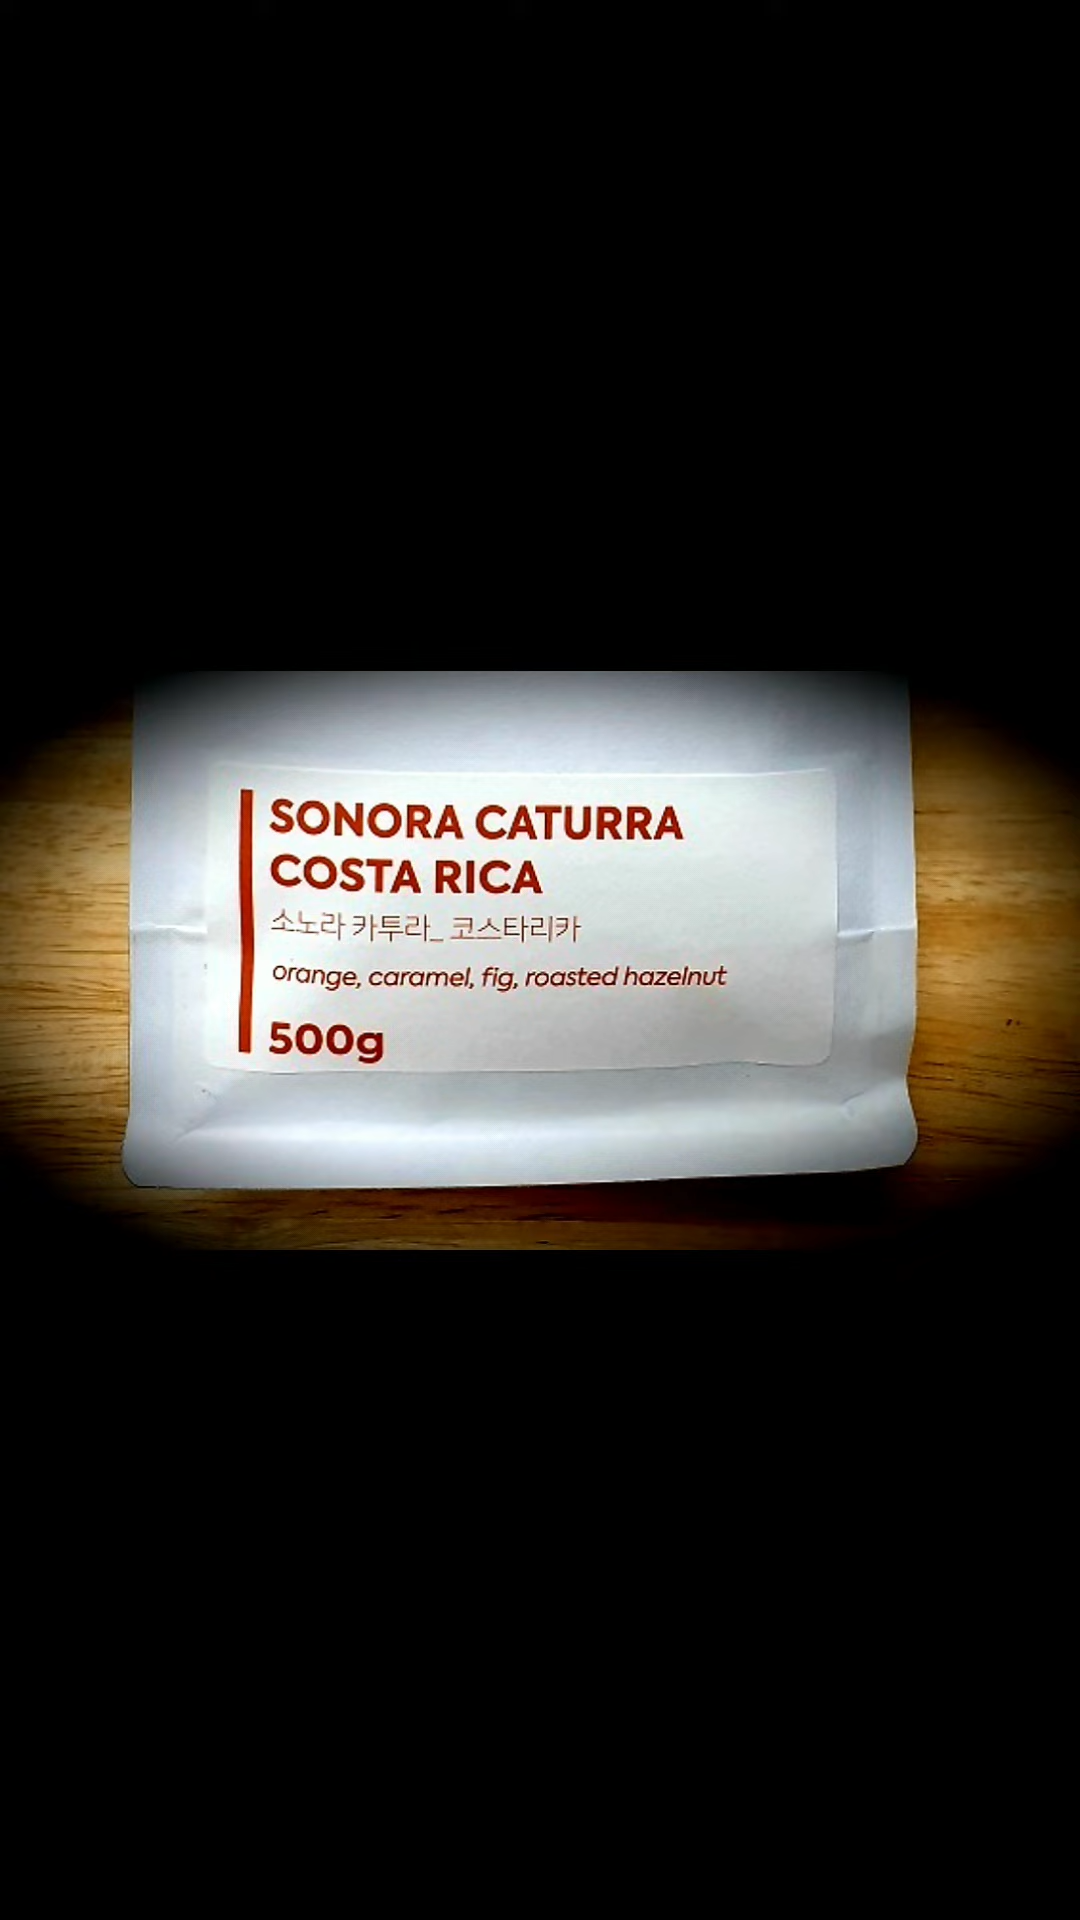 SONORA CATURRA
COSTA RICA
소노라 카투라_ 코스타리카
orange, caramel, fig, roasted hazelnut
500g